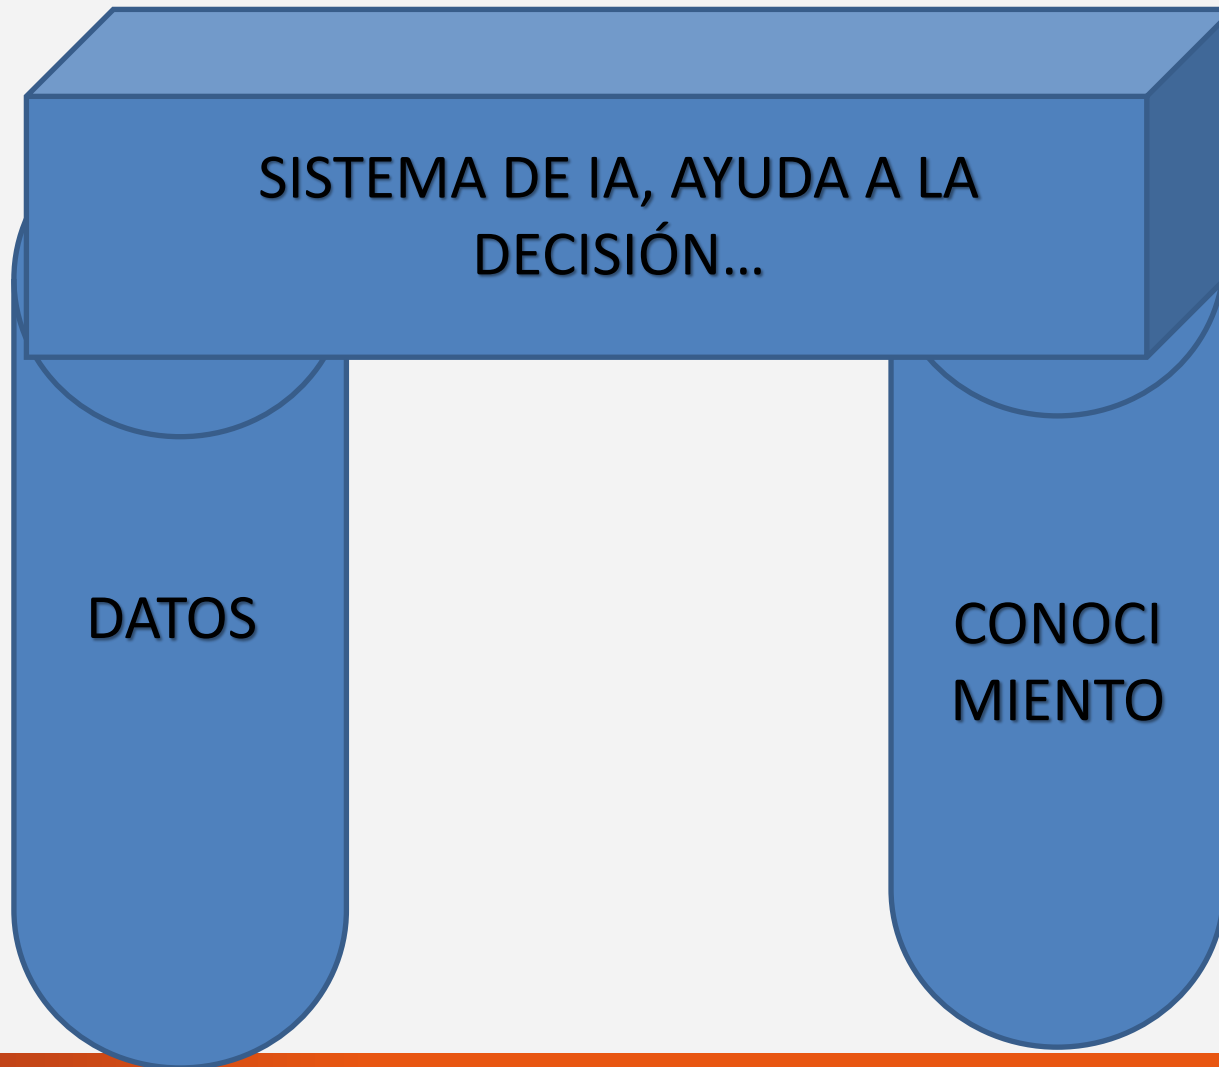 SISTEMA DE IA, AYUDA A LA
DECISIÓN…
DATOS
CONOCI
MIENTO